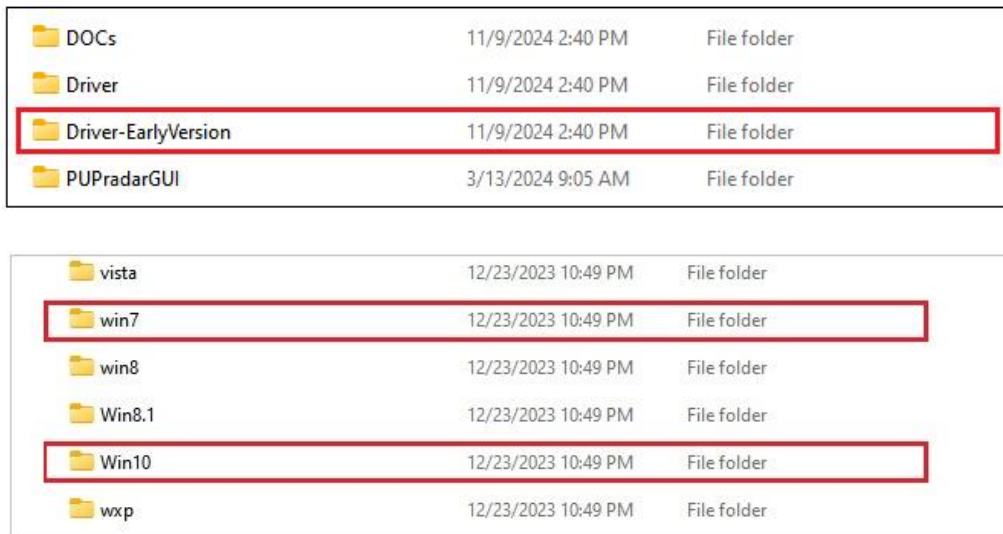 DOCs 11/9/2024 2:40 PM File folder
Driver 11/9/2024 2:40 PM File folder
Driver-EarlyVersion 11/9/2024 2:40 PM File folder
PUPradarGUI 3/13/2024 9:05 AM File folder
vista 12/23/2023 10:49 PM File folder
win7 12/23/2023 10:49 PM File folder
win8 12/23/2023 10:49 PM File folder
Win8.1 12/23/2023 10:49 PM File folder
Win10 12/23/2023 10:49 PM File folder
wxp 12/23/2023 10:49 PM File folder